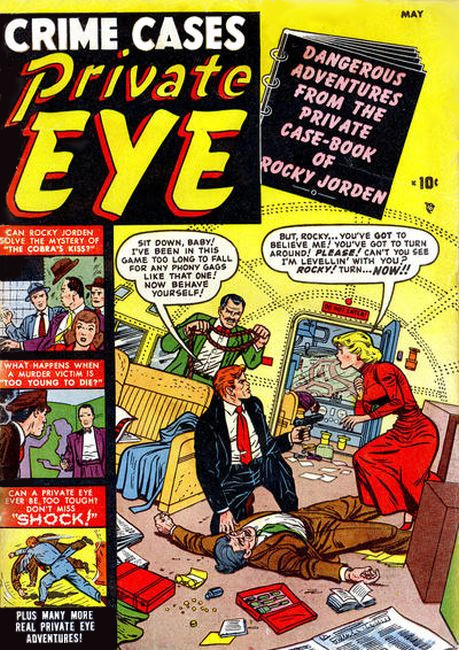 MAY
CRIME CASES
Private
EYE
DANGEROUS
ADVENTURES
FROM THE
PRIVATE
CASE-BOOK
OF
ROCKY JORDEN
10¢
CAN ROCKY JORDEN
SOLVE THE MYSTERY OF
"THE COBRA'S KISS?"
SIT DOWN, BABY!
I'VE BEEN IN THIS
GAME TOO LONG TO FALL
FOR ANY PHONY GAGS
LIKE THAT ONE!
NOW BEHAVE
YOURSELF!
BUT, ROCKY...YOU'VE GOT TO
BELIEVE ME! YOU'VE GOT TO TURN
AROUND! PLEASE! CAN'T YOU SEE
I'M LEVELLIN' WITH YOU?
ROCKY! TURN...NOW!!
DO NOT ENTER
WHAT HAPPENS WHEN
A MURDER VICTIM IS
"TOO YOUNG TO DIE?"
CAN A PRIVATE EYE
EVER BE TOO TOUGH?
DON'T MISS
"SHOCK!"
PLUS MANY MORE
REAL PRIVATE EYE
ADVENTURES!